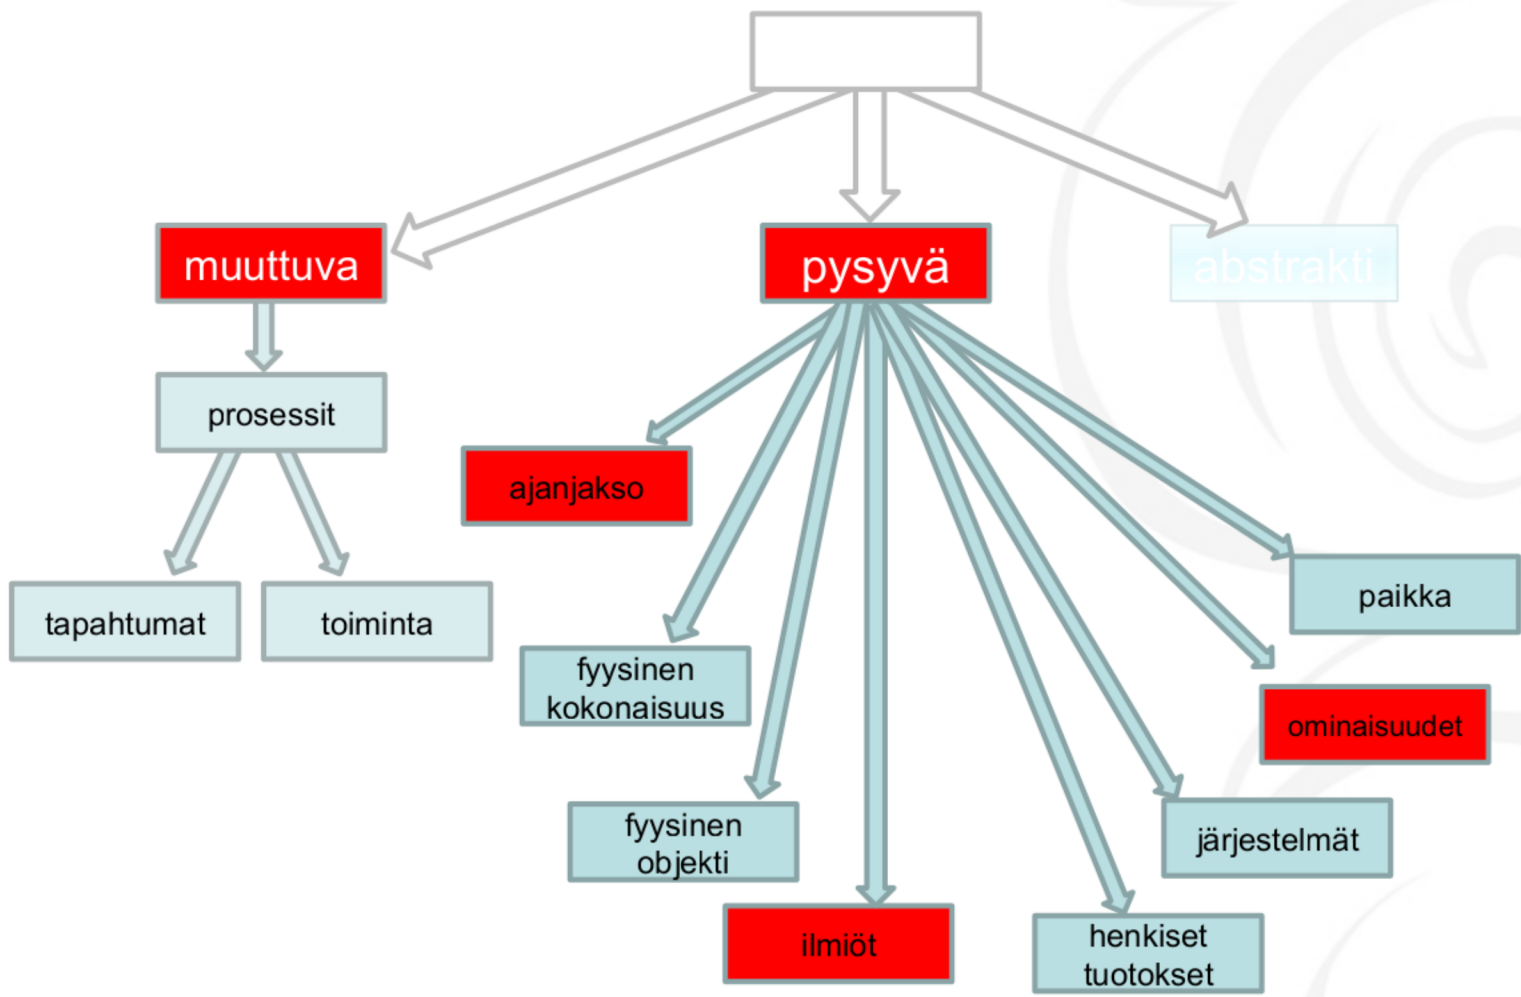 muuttuva
pysyvä
abstrakti
prosessit
ajanjakso
tapahtumat
toiminta
paikka
fyysinen
kokonaisuus
ominaisuudet
fyysinen
objekti
järjestelmät
ilmiöt
henkiset
tuotokset